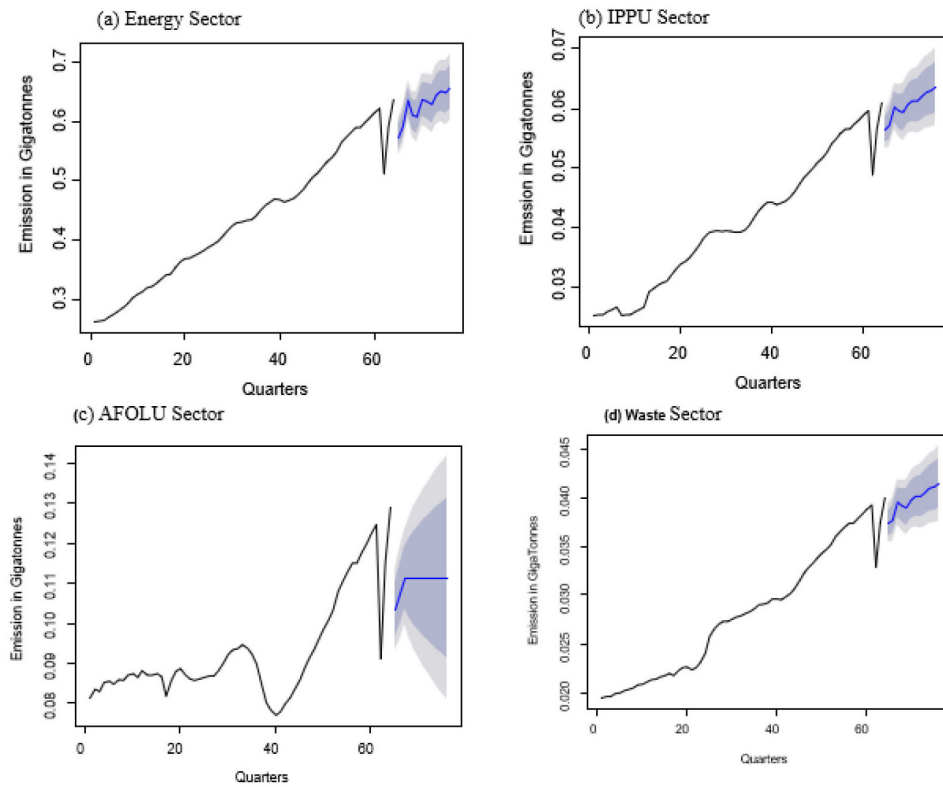 (a) Energy Sector
Emission in Gigatonnes
0.7
0.6
0.5
0.4
0.3
0 20 40 60
Quarters
(b) IPPU Sector
Emssion in Gigatonnes
0.07
0.06
0.05
0.04
0.03
0 20 40 60
Quarters
(c) AFOLU Sector
Emission in Gigatonnes
0.14
0.13
0.12
0.11
0.10
0.09
0.08
0 20 40 60
Quarters
(d) Waste Sector
Emission in GigaTonnes
0.045
0.040
0.035
0.030
0.025
0.020
0 20 40 60
Quarters